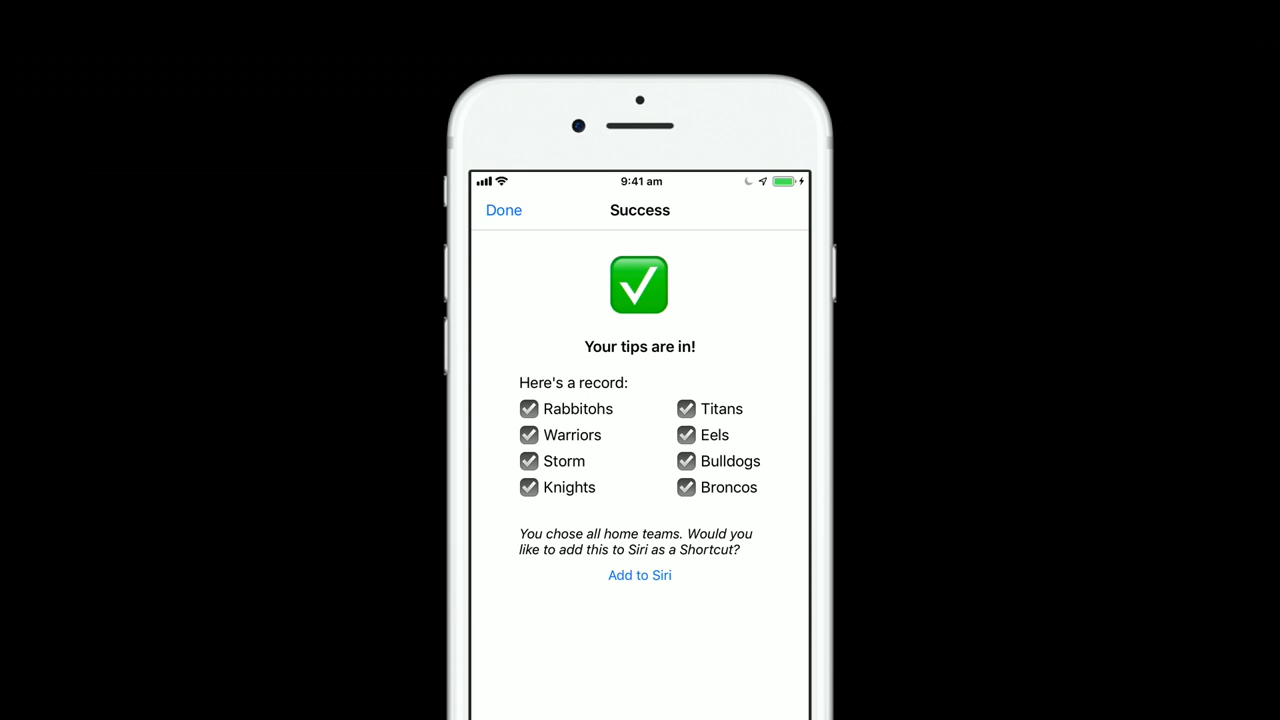 9:41 am
Done
Success
Your tips are in!
Here's a record:
Rabbitohs
Titans
Warriors
Eels
Storm
Bulldogs
Knights
Broncos
You chose all home teams. Would you
like to add this to Siri as a Shortcut?
Add to Siri